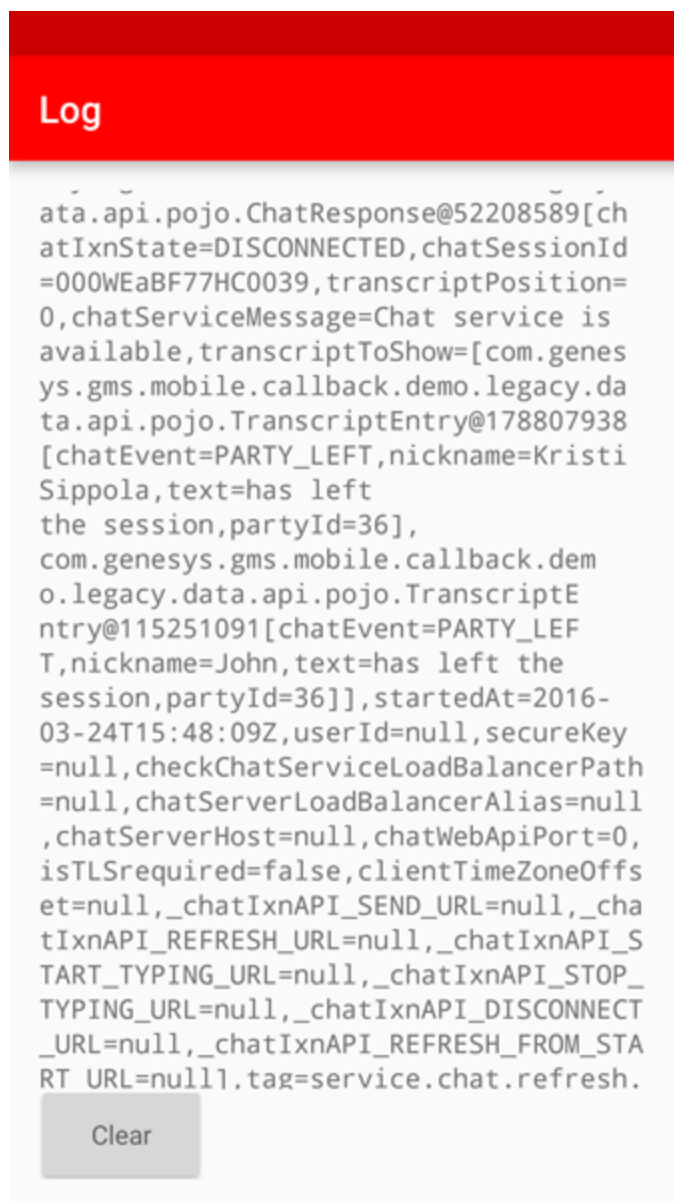 Log
ata.api.pojo.ChatResponse@52208589[ch
atIxnState=DISCONNECTED,chatSessionId
=000WEaBF77HC0039,transcriptPosition=
0,chatServiceMessage=Chat service is
available,transcriptToShow=[com.genes
ys.gms.mobile.callback.demo.legacy.da
ta.api.pojo.TranscriptEntry@178807938
[chatEvent=PARTY_LEFT,nickname=Kristi
Sippola,text=has left
the session,partyId=36],
com.genesys.gms.mobile.callback.dem
o.legacy.data.api.pojo.TranscriptE
ntry@115251091[chatEvent=PARTY_LEF
T,nickname=John,text=has left the
session,partyId=36]],startedAt=2016-
03-24T15:48:09Z,userId=null,secureKey
=null,checkChatServiceLoadBalancerPath
=null,chatServerLoadBalancerAlias=null
,chatServerHost=null,chatWebApiPort=0,
isTLSrequired=false,clientTimeZoneOffs
et=null,_chatIxnAPI_SEND_URL=null,_cha
tIxnAPI_REFRESH_URL=null,_chatIxnAPI_S
TART_TYPING_URL=null,_chatIxnAPI_STOP_
TYPING_URL=null,_chatIxnAPI_DISCONNECT
_URL=null,_chatIxnAPI_REFRESH_FROM_STA
RT_URL=null],tag=service.chat.refresh.
Clear